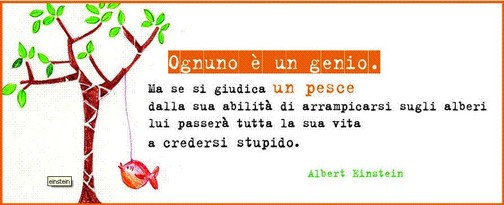 Ognuno è un genio.
Ma se si giudica un pesce
dalla sua abilità di arrampicarsi sugli alberi
lui passerà tutta la sua vita
a credersi stupido.
Albert Einstein
einstein